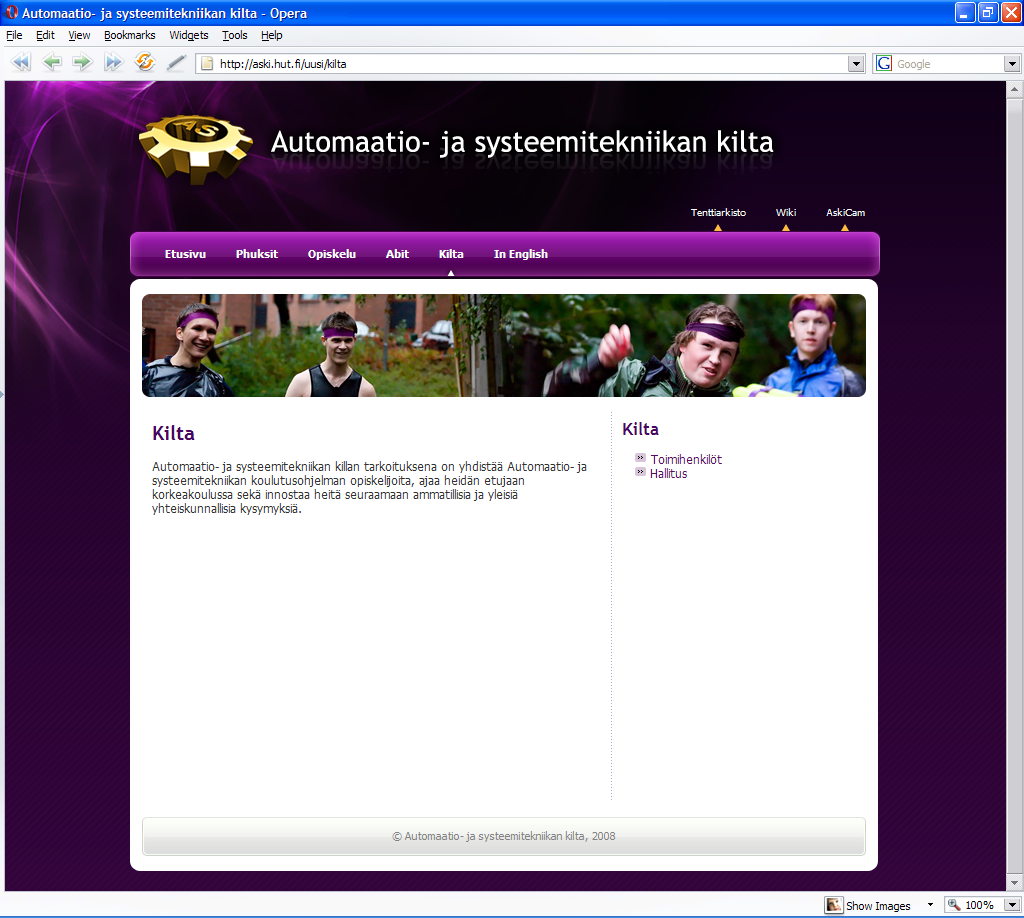 Automaatio- ja systeemitekniikan kilta - Opera
File Edit View Bookmarks Widgets Tools Help
http://aski.hut.fi/uusi/kilta
G Google
AS
Automaatio- ja systeemitekniikan kilta
Tenttiarkisto Wiki AskiCam
Etusivu Phuksit Opiskelu Abit Kilta In English
Kilta
Automaatio- ja systeemitekniikan killan tarkoituksena on yhdistää Automaatio- ja
systeemitekniikan koulutusohjelman opiskelijoita, ajaa heidän etujaan
korkeakoulussa sekä innostaa heitä seuraamaan ammatillisia ja yleisiä
yhteiskunnallisia kysymyksiä.
Kilta
Toimihenkilöt
Hallitus
© Automaatio- ja systeemitekniikan kilta, 2008
Show Images 100%